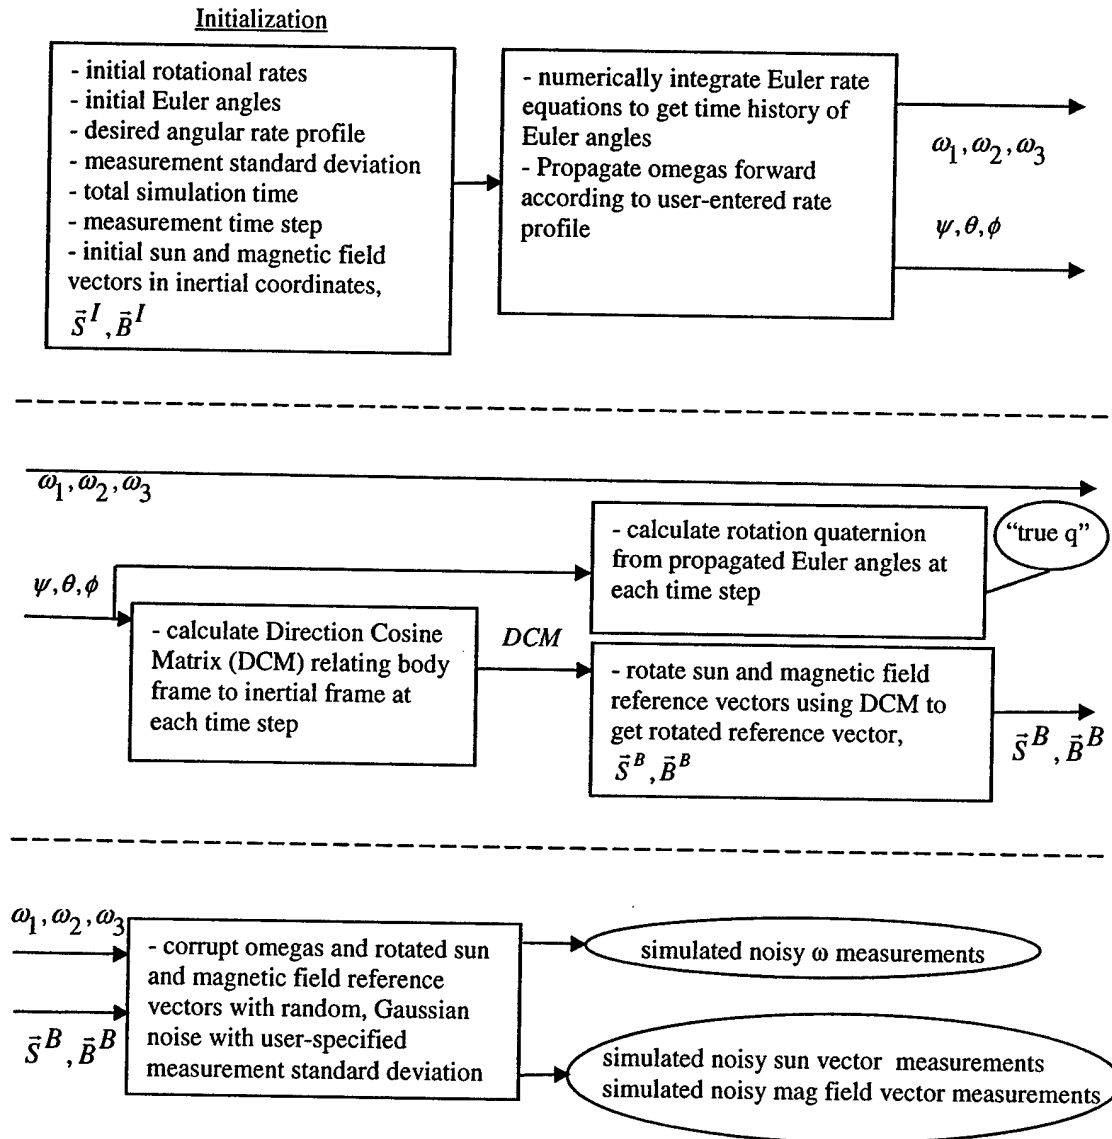 Initialization
- initial rotational rates
- initial Euler angles
- desired angular rate profile
- measurement standard deviation
- total simulation time
- measurement time step
- initial sun and magnetic field
vectors in inertial coordinates,
S⃗^I, B⃗^I
- numerically integrate Euler rate
equations to get time history of
Euler angles
- Propagate omegas forward
according to user-entered rate
profile
ω₁, ω₂, ω₃
ψ, θ, ϕ
ω₁, ω₂, ω₃
- calculate rotation quaternion
from propagated Euler angles at
each time step
"true q"
ψ, θ, ϕ
- calculate Direction Cosine
Matrix (DCM) relating body
frame to inertial frame at
each time step
DCM
- rotate sun and magnetic field
reference vectors using DCM to
get rotated reference vector,
S⃗^B, B⃗^B
S⃗^B, B⃗^B
ω₁, ω₂, ω₃
S⃗^B, B⃗^B
- corrupt omegas and rotated sun
and magnetic field reference
vectors with random, Gaussian
noise with user-specified
measurement standard deviation
simulated noisy ω measurements
simulated noisy sun vector measurements
simulated noisy mag field vector measurements